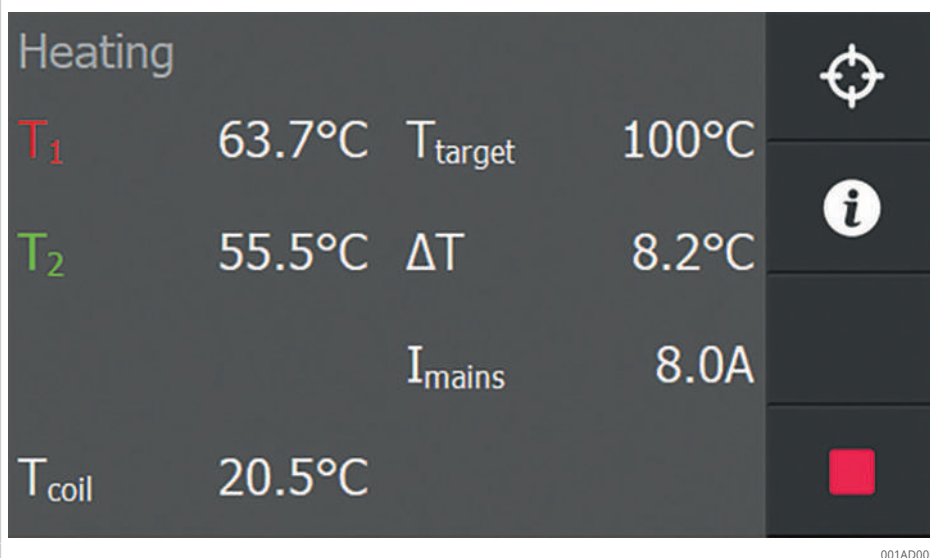 Heating
T1 63.7°C Ttarget 100°C
T2 55.5°C ΔT 8.2°C
Imains 8.0A
Tcoil 20.5°C
i
001AD00